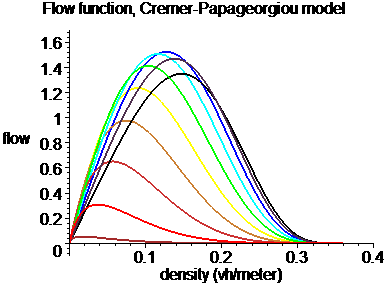 Flow function, Cremer-Papageorgiou model
1.6
1.4
1.2
1
flow
0.8
0.6
0.4
0.2
0
0.1 0.2 0.3 0.4
density (vh/meter)